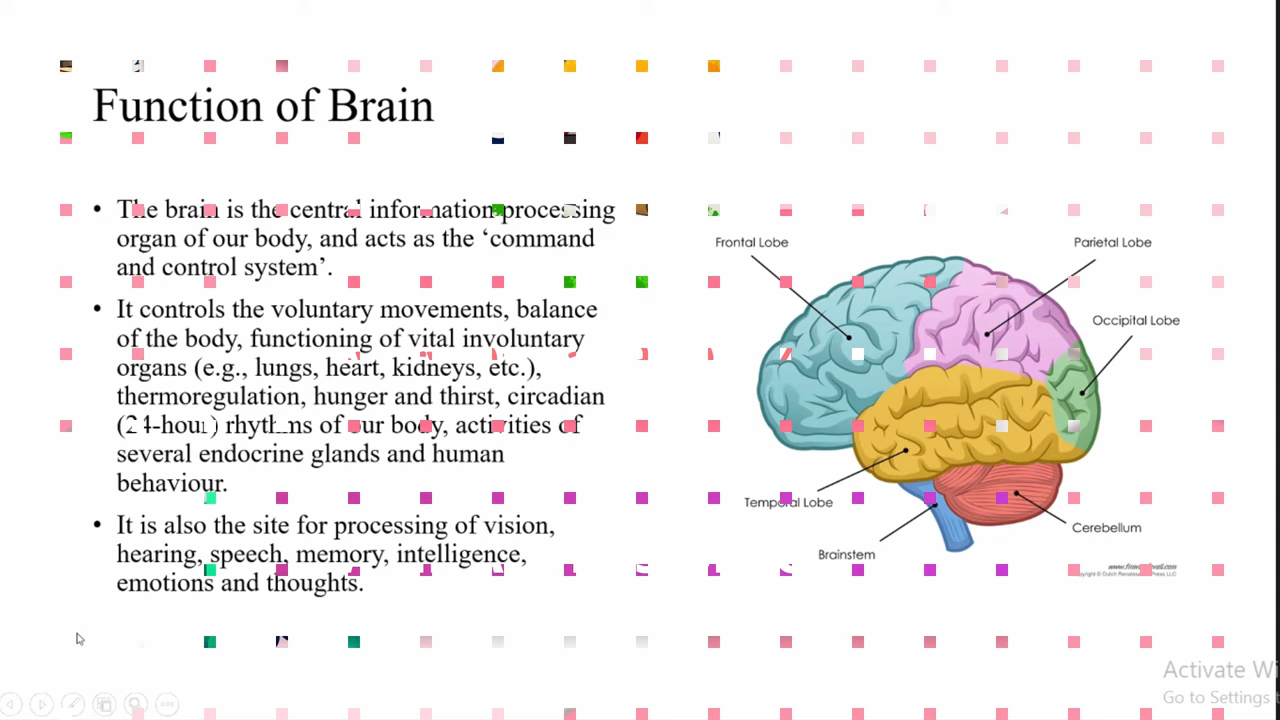 Function of Brain
• The brain is the central information processing
organ of our body, and acts as the ‘command
and control system’.
• It controls the voluntary movements, balance
of the body, functioning of vital involuntary
organs (e.g., lungs, heart, kidneys, etc.),
thermoregulation, hunger and thirst, circadian
(24-hour) rhythms of our body, activities of
several endocrine glands and human
behaviour.
• It is also the site for processing of vision,
hearing, speech, memory, intelligence,
emotions and thoughts.
Frontal Lobe
Parietal Lobe
Occipital Lobe
Temporal Lobe
Cerebellum
Brainstem
Activate Wi
Go to Settings t